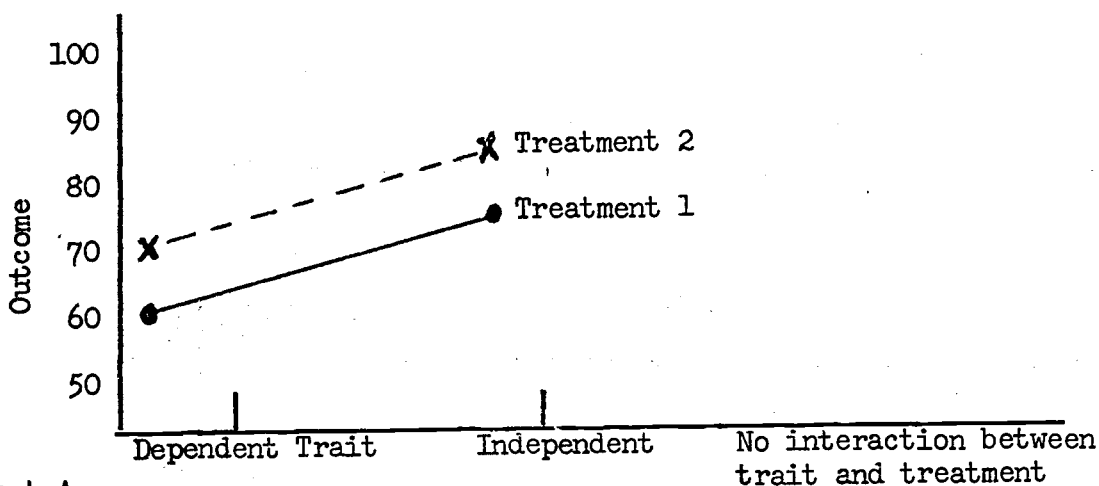 100
90
80
70
60
50
Outcome
Treatment 2
Treatment 1
Dependent Trait
Independent
No interaction between
trait and treatment